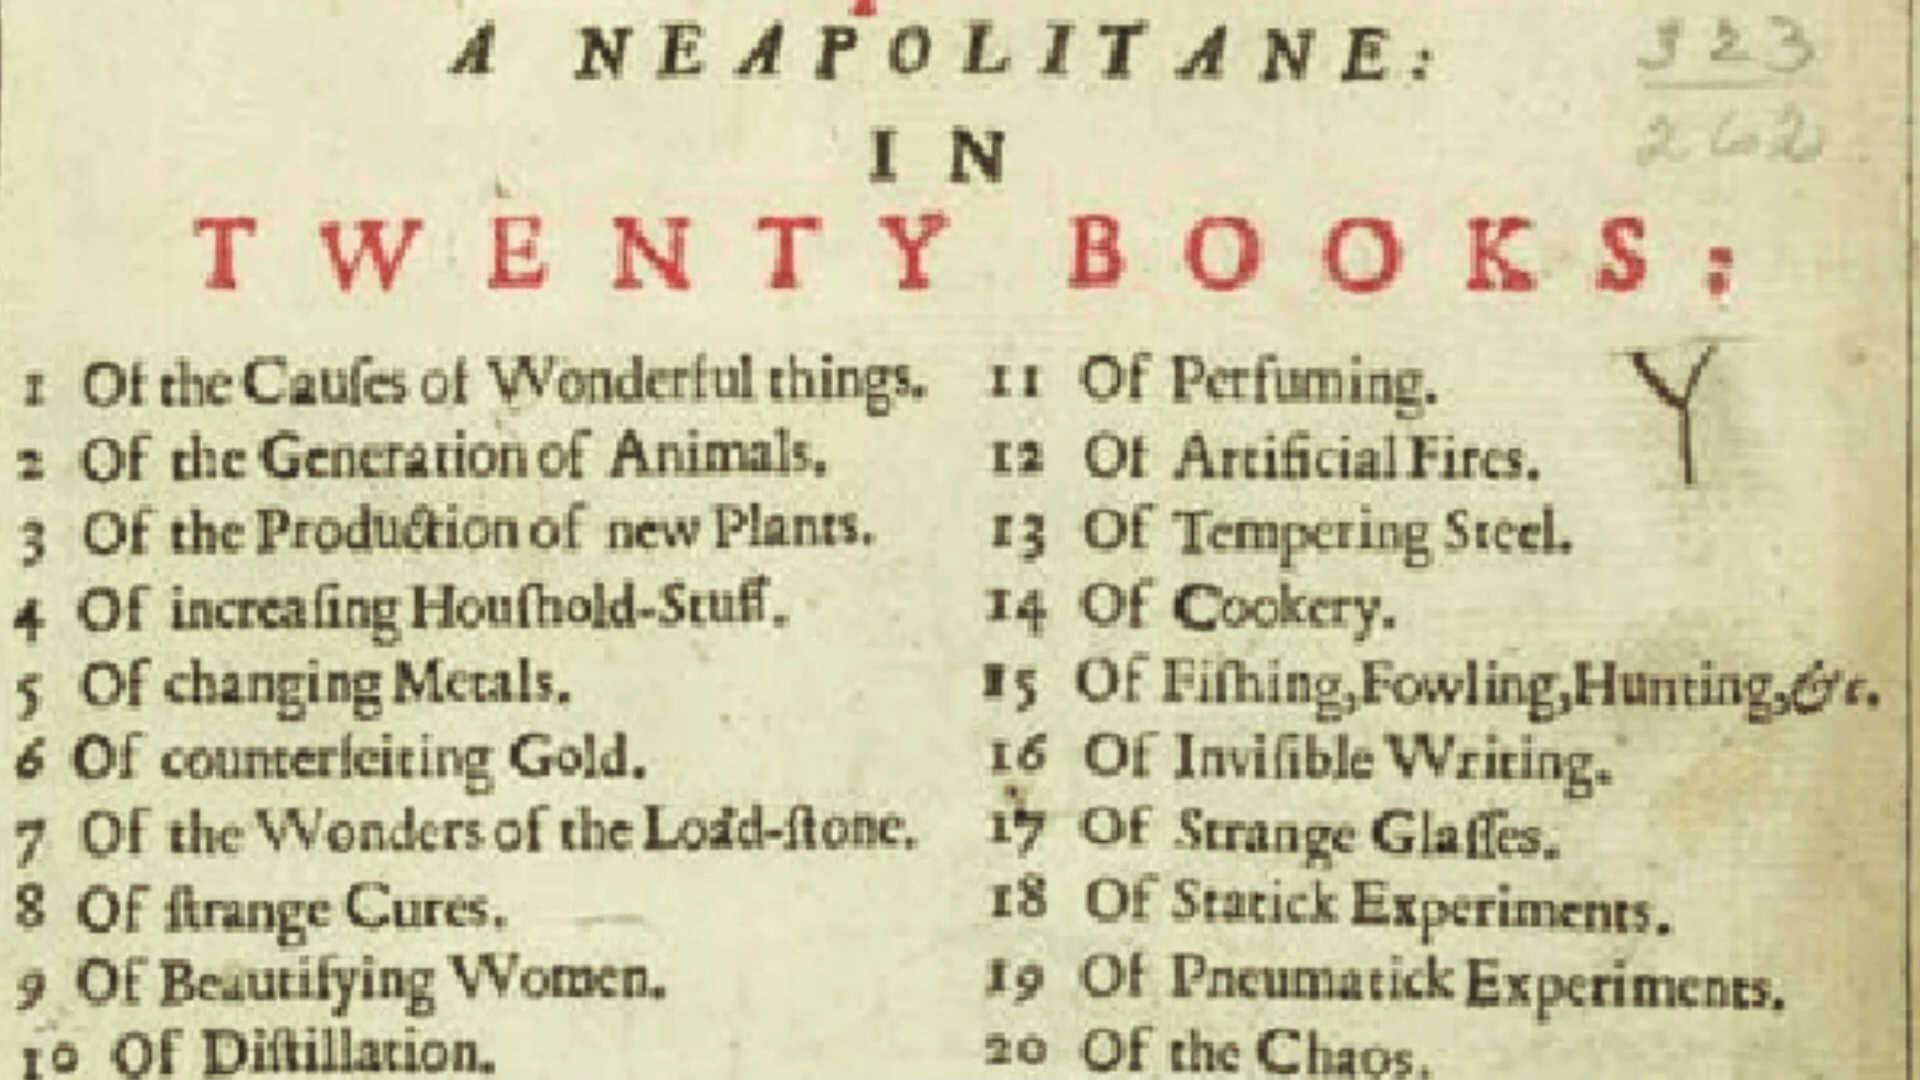 A NEAPOLITANE:
323
262
IN
TWENTY BOOKS:
1 Of the Cauſes of Wonderful things.
2 Of the Generation of Animals.
3 Of the Production of new Plants.
4 Of increaſing Houſhold-Stuff.
5 Of changing Metals.
6 Of counterfeiting Gold.
7 Of the Wonders of the Load-ſtone.
8 Of ſtrange Cures.
9 Of Beautifying Women.
10 Of Diſtillation.
11 Of Perfuming.
12 Of Artificial Fires.
13 Of Tempering Steel.
14 Of Cookery.
15 Of Fiſhing, Fowling, Hunting, &c.
16 Of Inviſible Writing.
17 Of Strange Glaſſes.
18 Of Statick Experiments.
19 Of Pneumatick Experiments.
20 Of the Chaos.